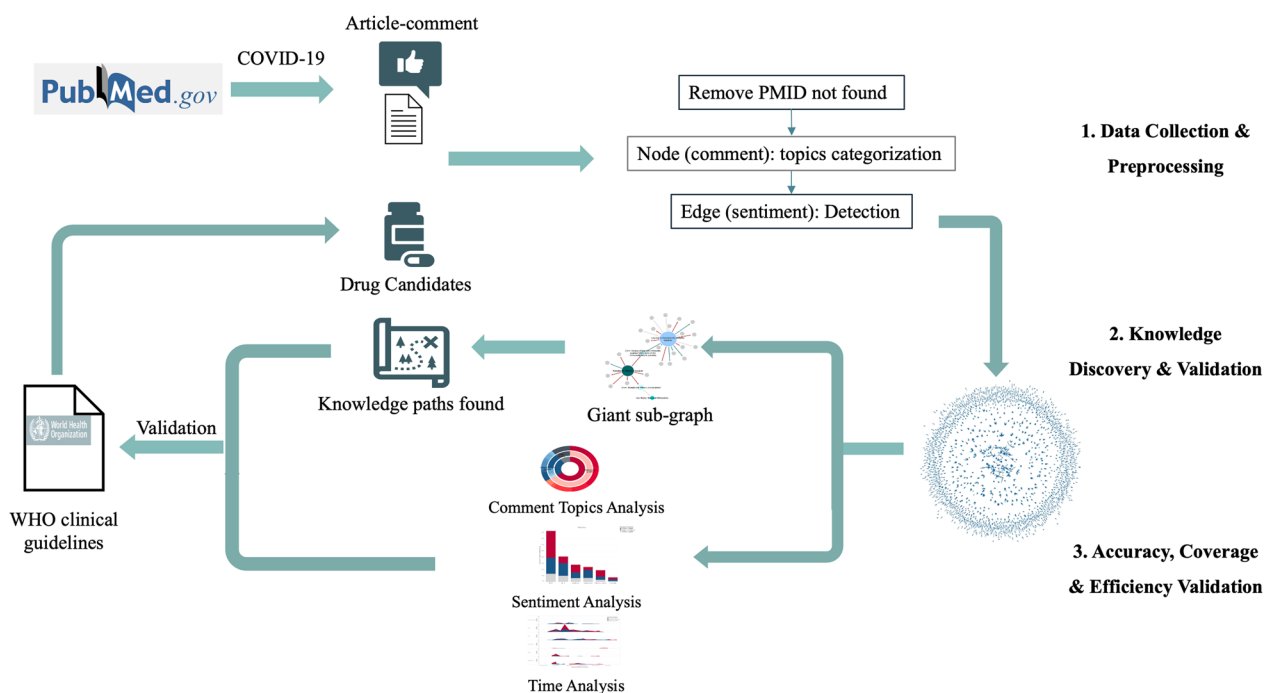 Article-comment
COVID-19
PubMed.gov
Remove PMID not found
Node (comment): topics categorization
Edge (sentiment): Detection
1. Data Collection &
Preprocessing
Drug Candidates
2. Knowledge
Discovery & Validation
Knowledge paths found
Giant sub-graph
World Health
Organization
Validation
WHO clinical
guidelines
Comment Topics Analysis
3. Accuracy, Coverage
& Efficiency Validation
Sentiment Analysis
Time Analysis